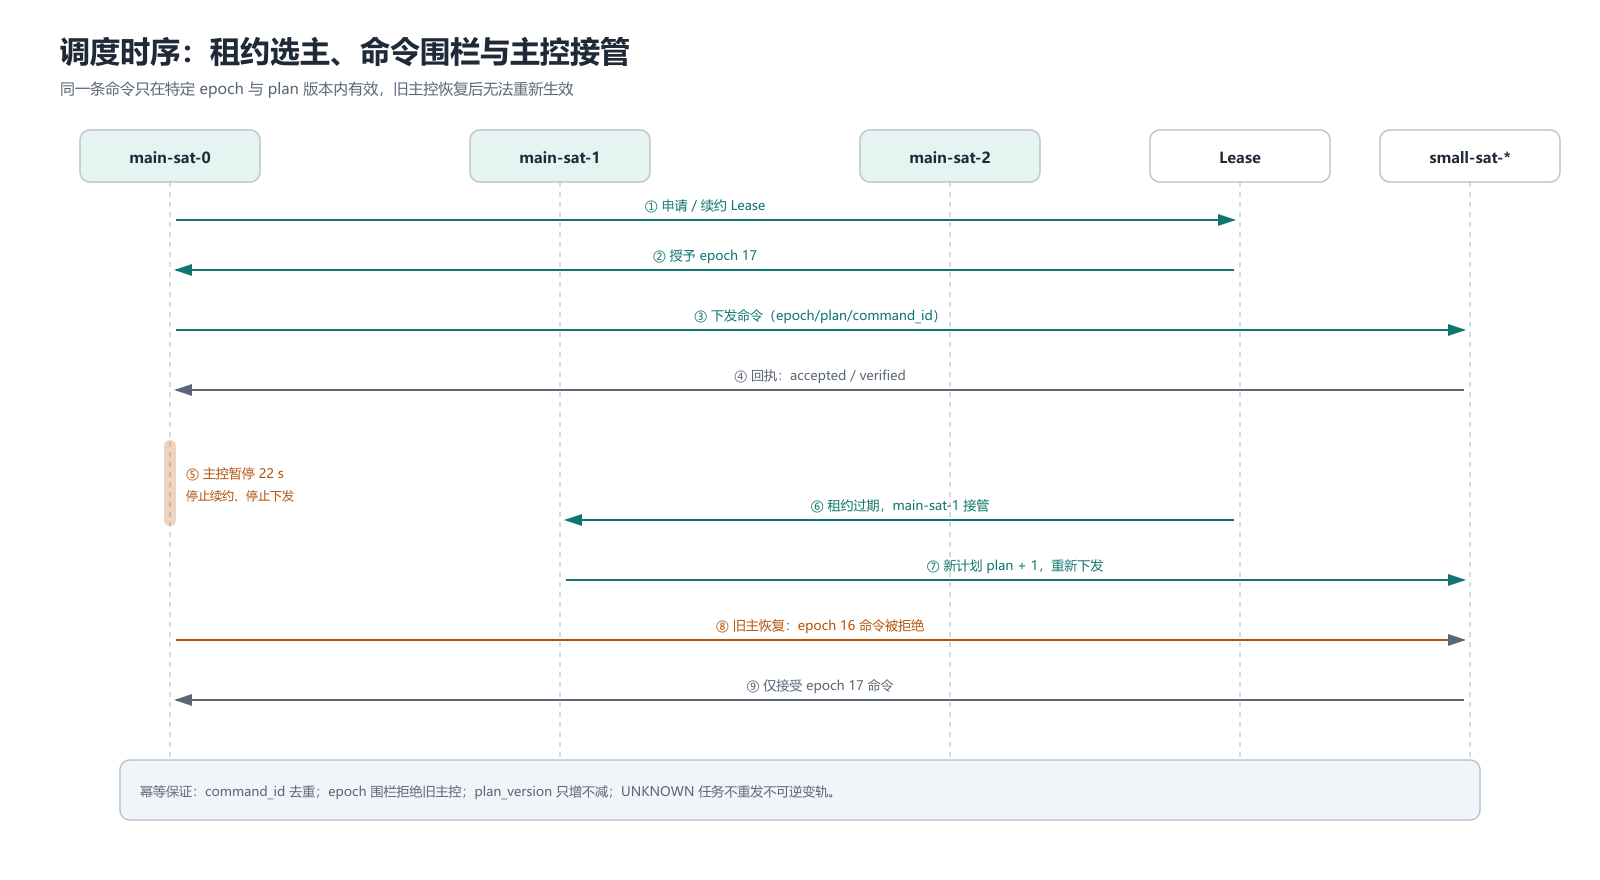 调度时序：租约选主、命令围栏与主控接管
同一条命令只在特定 epoch 与 plan 版本内有效，旧主控恢复后无法重新生效
main-sat-0
main-sat-1
main-sat-2
Lease
small-sat-*
① 申请 / 续约 Lease
② 授予 epoch 17
③ 下发命令（epoch/plan/command_id）
④ 回执：accepted / verified
⑤ 主控暂停 22 s
停止续约、停止下发
⑥ 租约过期，main-sat-1 接管
⑦ 新计划 plan + 1，重新下发
⑧ 旧主恢复：epoch 16 命令被拒绝
⑨ 仅接受 epoch 17 命令
幂等保证：command_id 去重；epoch 围栏拒绝旧主控；plan_version 只增不减；UNKNOWN 任务不重发不可逆变轨。